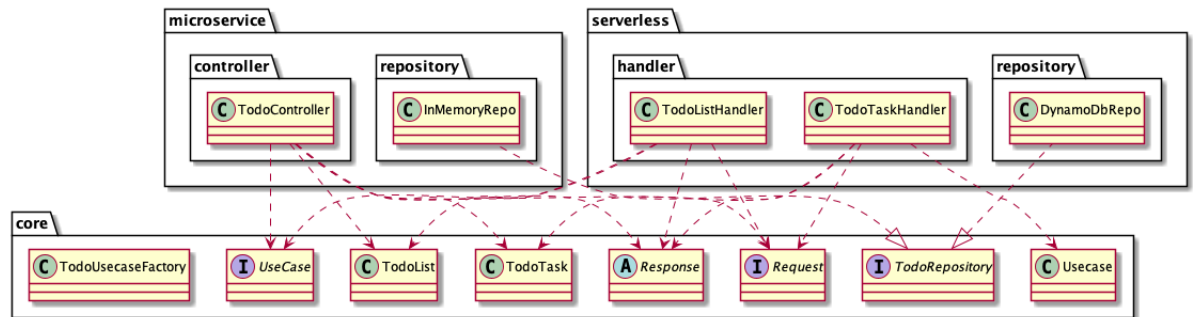 microservice
serverless
controller
repository
handler
repository
C TodoController
C InMemoryRepo
C TodoListHandler
C TodoTaskHandler
C DynamoDbRepo
core
C TodoUsecaseFactory
I UseCase
C TodoList
C TodoTask
A Response
I Request
I TodoRepository
C Usecase